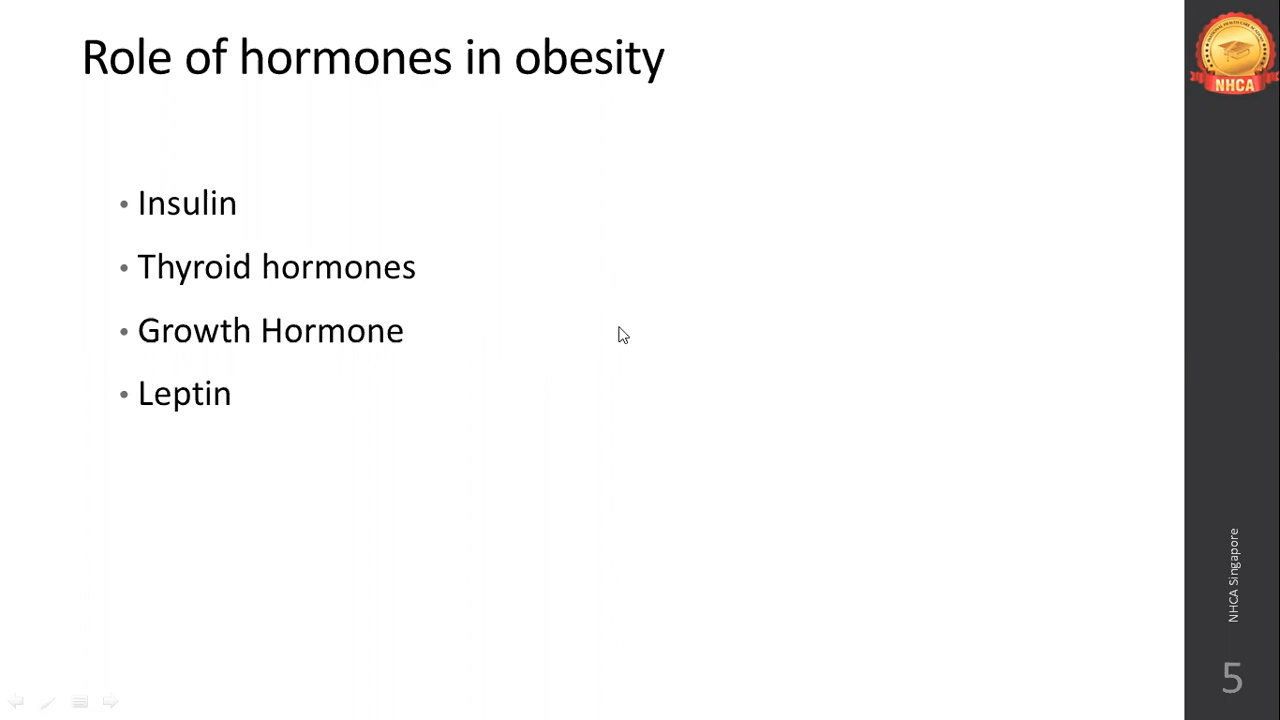 Role of hormones in obesity
NHCA
• Insulin
• Thyroid hormones
• Growth Hormone
• Leptin
NHCA Singapore
5